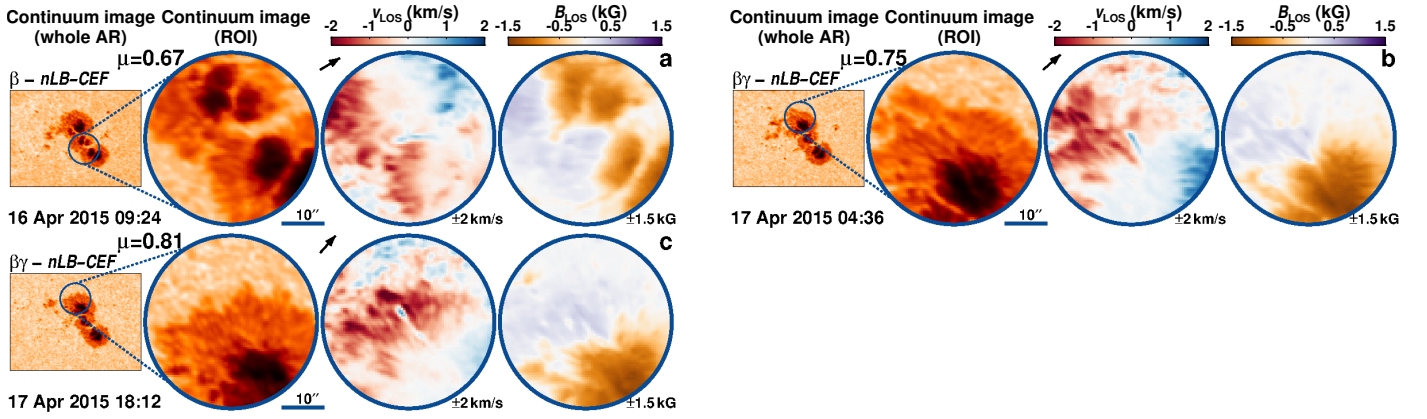 Continuum image (whole AR)
Continuum image (ROI)
v_LOS (km/s)
-2 -1 0 1 2
B_LOS (kG)
-1.5 -0.5 0.5 1.5
μ=0.67
a
β – nLB–CEF
16 Apr 2015 09:24
10″
±2 km/s
±1.5 kG
Continuum image (whole AR)
Continuum image (ROI)
v_LOS (km/s)
-2 -1 0 1 2
B_LOS (kG)
-1.5 -0.5 0.5 1.5
μ=0.75
b
βγ – nLB–CEF
17 Apr 2015 04:36
10″
±2 km/s
±1.5 kG
μ=0.81
c
βγ – nLB–CEF
17 Apr 2015 18:12
10″
±2 km/s
±1.5 kG